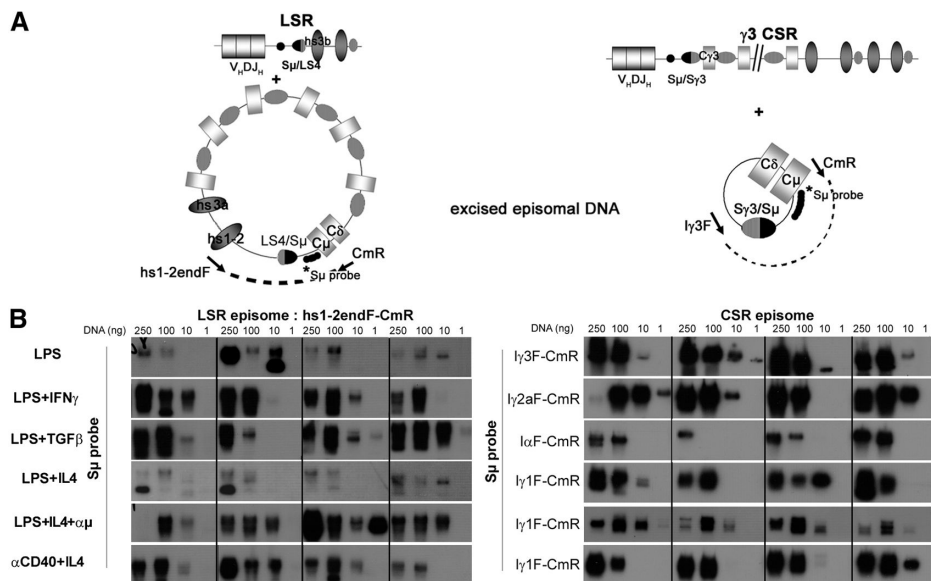 A
LSR
hs3b
VHDJH
Sμ/LS4
+
hs3a
hs1-2
LS4/Sμ
Cμ
Cδ
CmR
*
Sμ probe
hs1-2endF
excised episomal DNA
γ3 CSR
Cγ3
VHDJH
Sμ/Sγ3
+
Cδ
Cμ
CmR
*
Sμ probe
Sγ3/Sμ
Iγ3F
B
LSR episome : hs1-2endF-CmR
DNA (ng) 250 100 10 1 250 100 10 1 250 100 10 1 250 100 10 1
LPS
LPS+IFNγ
LPS+TGFβ
LPS+IL4
LPS+IL4+αμ
αCD40+IL4
Sμ probe
CSR episome
DNA (ng) 250 100 10 1 250 100 10 1 250 100 10 1 250 100 10 1
Iγ3F-CmR
Iγ2aF-CmR
IαF-CmR
Iγ1F-CmR
Iγ1F-CmR
Iγ1F-CmR
Sμ probe